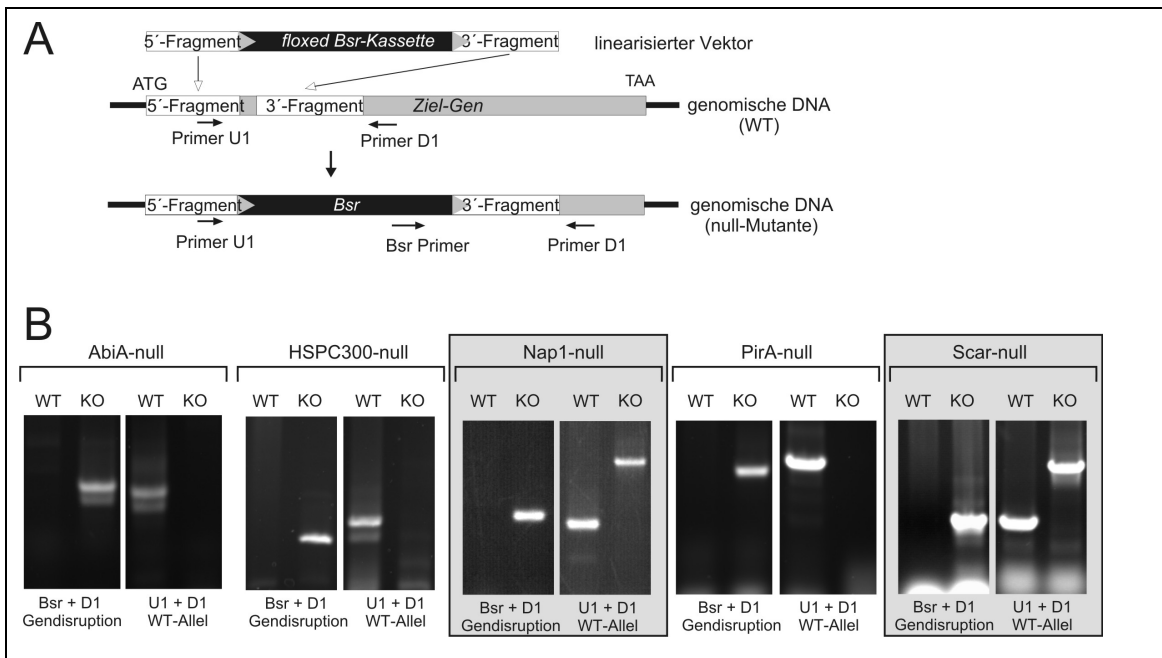 A
5´-Fragment floxed Bsr-Kassette 3´-Fragment linearisierter Vektor
ATG TAA
5´-Fragment 3´-Fragment Ziel-Gen genomische DNA
(WT)
Primer U1 Primer D1
5´-Fragment Bsr 3´-Fragment genomische DNA
(null-Mutante)
Primer U1 Bsr Primer Primer D1
B
AbiA-null HSPC300-null Nap1-null PirA-null Scar-null
WT KO WT KO WT KO WT KO WT KO WT KO WT KO WT KO WT KO WT KO
Bsr + D1 U1 + D1 Bsr + D1 U1 + D1 Bsr + D1 U1 + D1 Bsr + D1 U1 + D1 Bsr + D1 U1 + D1
Gendisruption WT-Allel Gendisruption WT-Allel Gendisruption WT-Allel Gendisruption WT-Allel Gendisruption WT-Allel